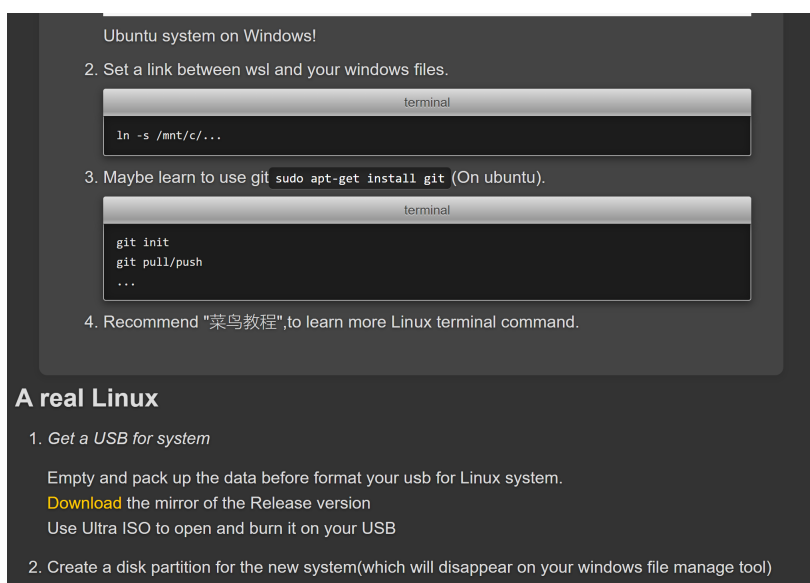 Ubuntu system on Windows!
2. Set a link between wsl and your windows files.
terminal
ln -s /mnt/c/...
3. Maybe learn to use git sudo apt-get install git (On ubuntu).
terminal
git init
git pull/push
...
4. Recommend "菜鸟教程",to learn more Linux terminal command.
A real Linux
1. Get a USB for system
Empty and pack up the data before format your usb for Linux system.
Download the mirror of the Release version
Use Ultra ISO to open and burn it on your USB
2. Create a disk partition for the new system(which will disappear on your windows file manage tool)